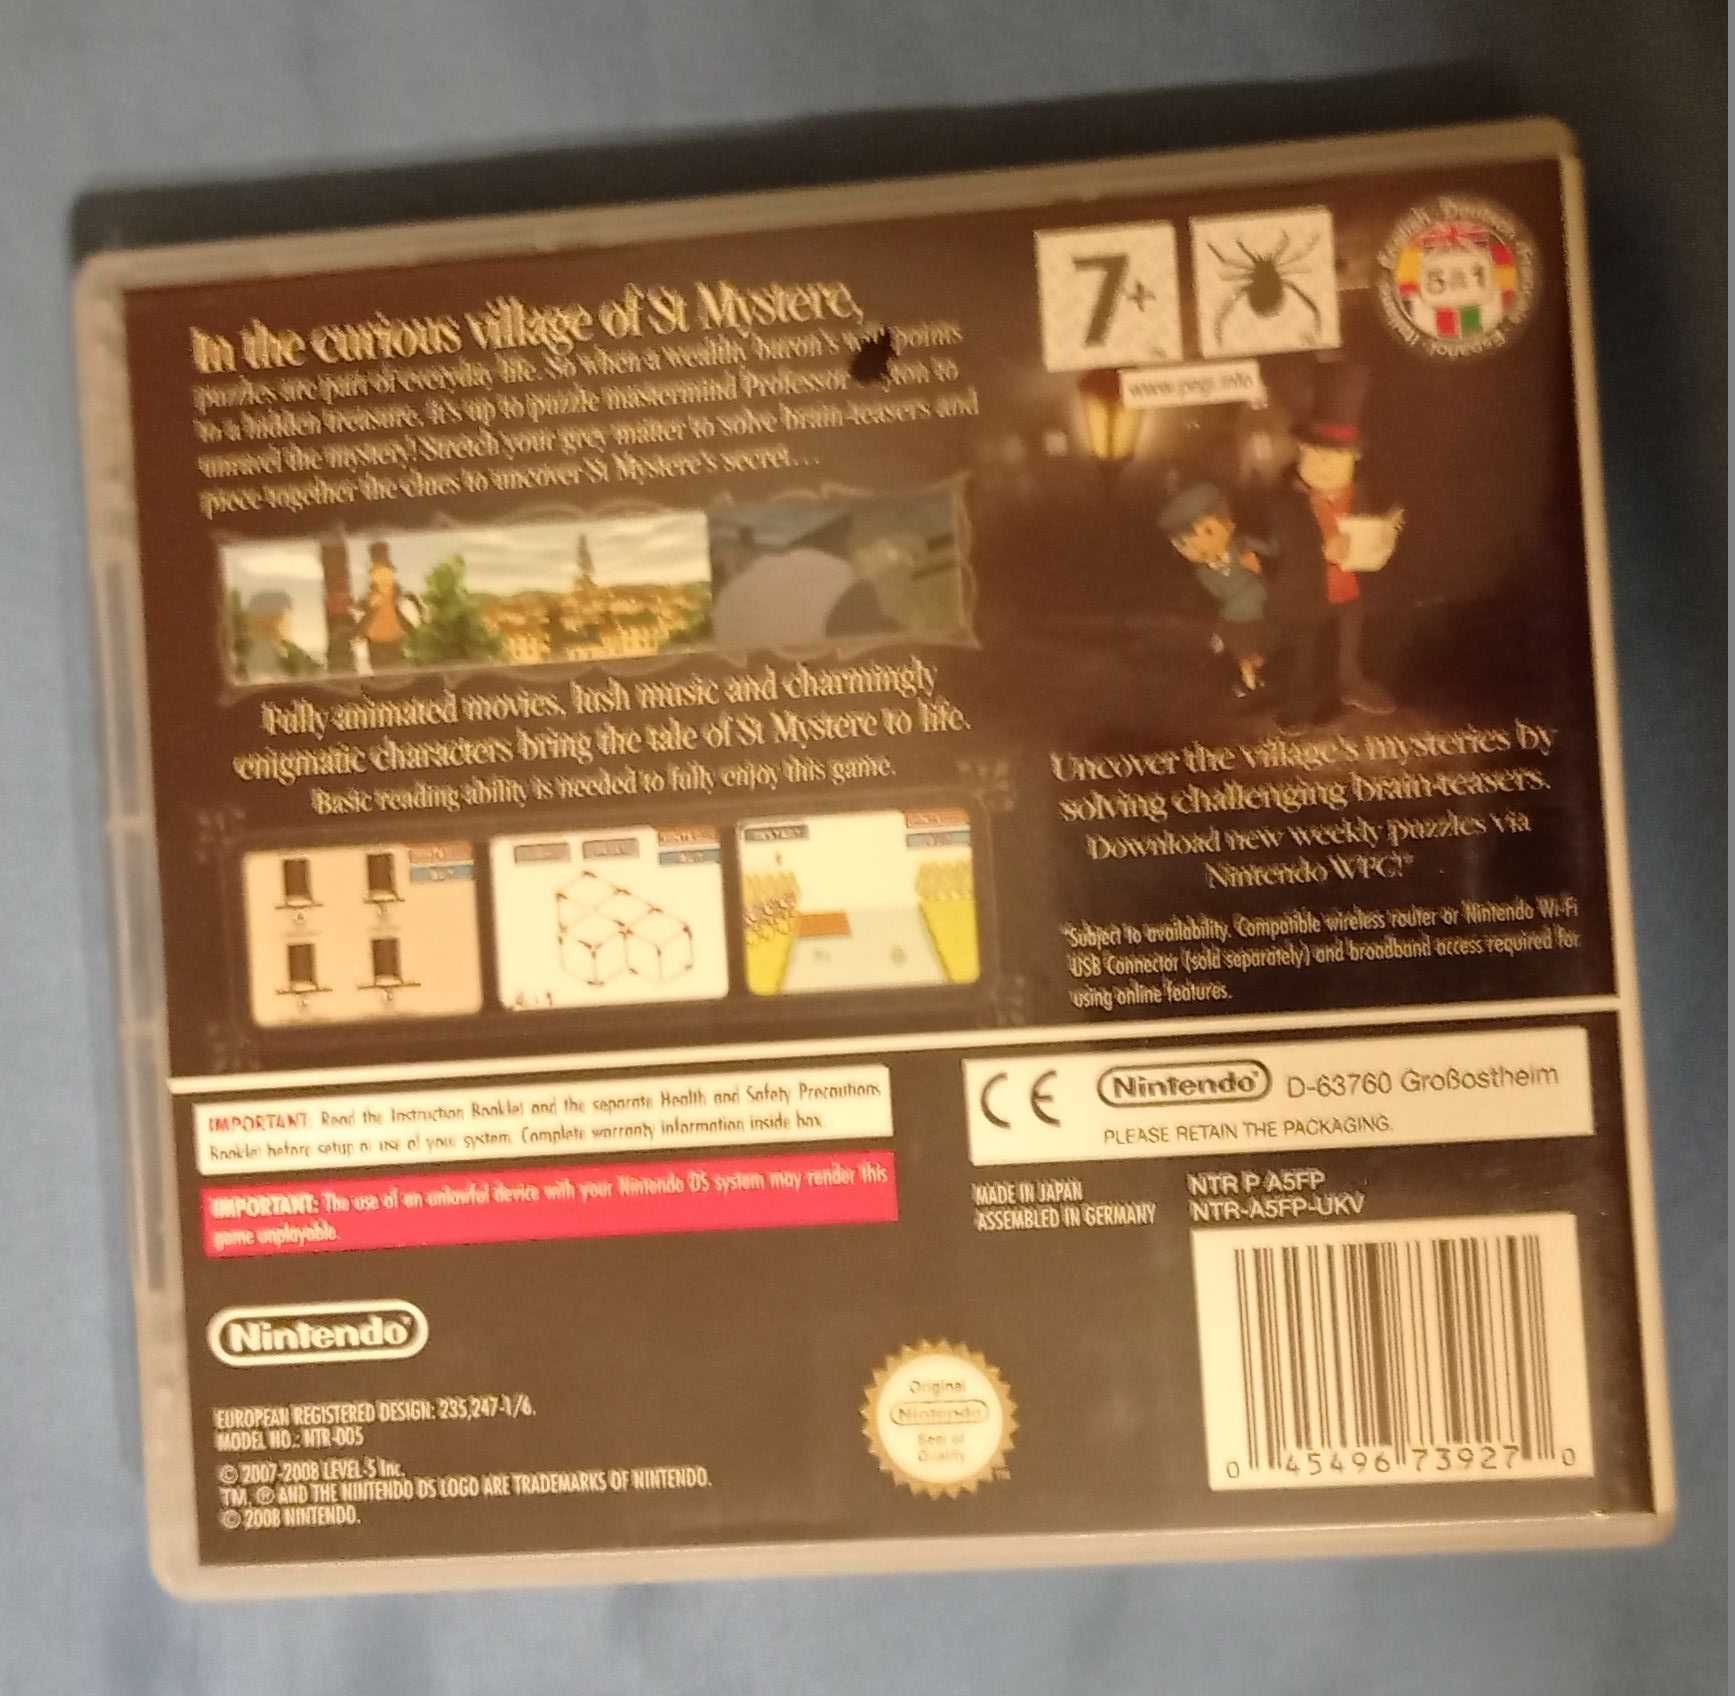 In the curious village of St Mystere,
puzzles are part of everyday life. So when a wealthy baron's will points
to a hidden treasure, it's up to puzzle mastermind Professor to
unravel the mystery! Stretch your grey matter to solve brain-teasers and
piece together the clues to uncover St Mystere's secret...
Fully animated movies, lush music and charmingly
enigmatic characters bring the tale of St Mystere to life.
Basic reading ability is needed to fully enjoy this game.
7+
www.pegi.info
English Deutsch Français Español Italiano
5in1
Uncover the village's mysteries by
solving challenging brain-teasers.
Download new weekly puzzles via
Nintendo WFC!*
*Subject to availability. Compatible wireless router or Nintendo Wi-Fi
USB Connector (sold separately) and broadband access required for
using online features.
IMPORTANT: Read the Instruction Booklet and the separate Health and Safety Precautions
Booklet before setup or use of your system. Complete warranty information inside box.
IMPORTANT: The use of an unlawful device with your Nintendo DS system may render this
game unplayable.
CE Nintendo® D-63760 Großostheim
PLEASE RETAIN THE PACKAGING.
MADE IN JAPAN
ASSEMBLED IN GERMANY
NTR P A5FP
NTR-A5FP-UKV
Nintendo®
EUROPEAN REGISTERED DESIGN: 235,247-1/6.
MODEL NO.: NTR-005
© 2007-2008 LEVEL-5 Inc.
TM, ® AND THE NINTENDO DS LOGO ARE TRADEMARKS OF NINTENDO.
© 2008 NINTENDO.
Original
Nintendo
Seal of
Quality
TM
0 45496 73927 0